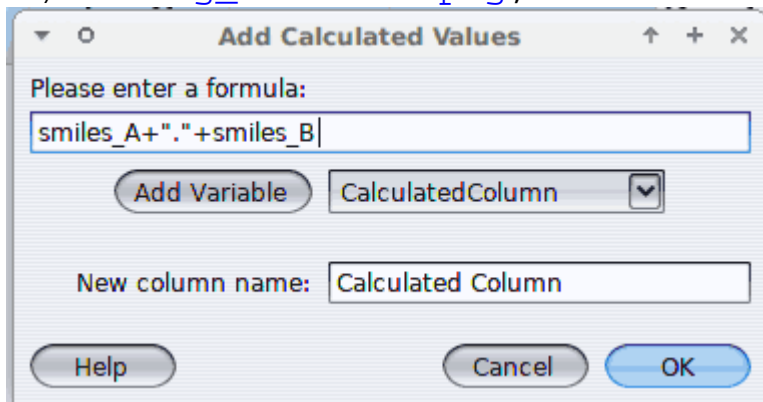 Add Calculated Values
Please enter a formula:
smiles_A+"."+smiles_B
Add Variable CalculatedColumn
New column name: Calculated Column
Help Cancel OK